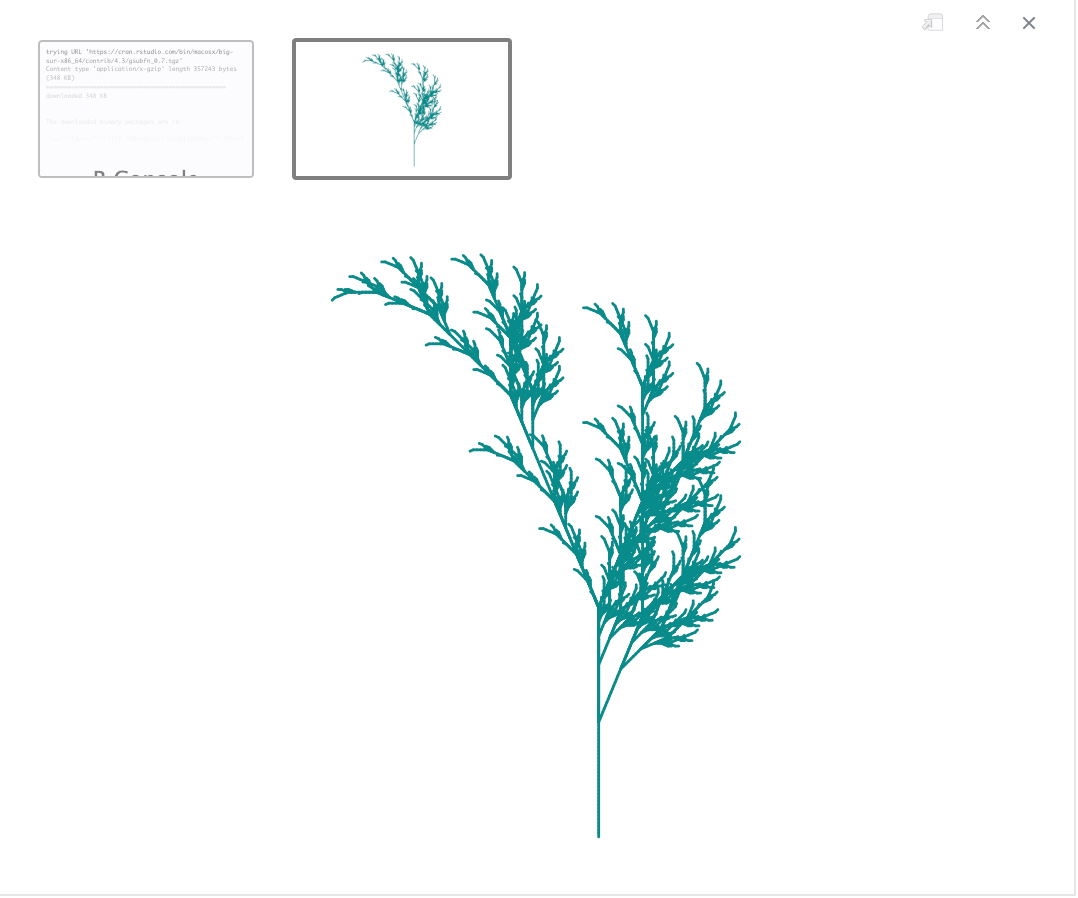 trying URL 'https://cran.rstudio.com/bin/macosx/big-
sur-x86_64/contrib/4.3/gsubfn_0.7.tgz'
Content type 'application/x-gzip' length 357243 bytes
(348 KB)
==================================================
downloaded 348 KB
The downloaded binary packages are in
R Console